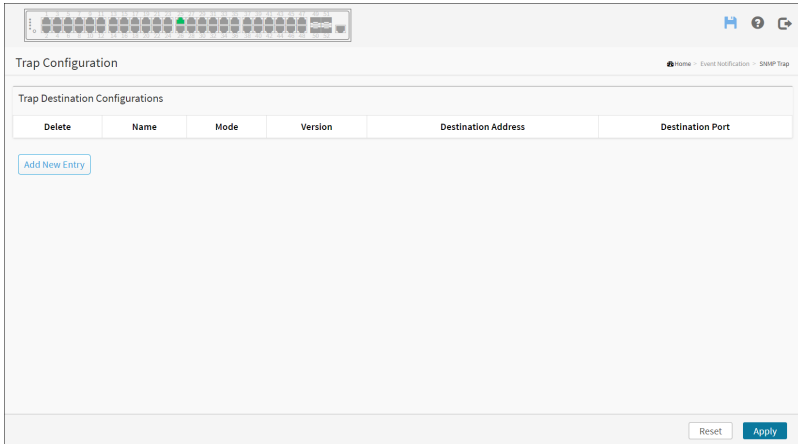 Trap Configuration
Home > Event Notification > SNMP Trap
Trap Destination Configurations
Delete Name Mode Version Destination Address Destination Port
Add New Entry
Reset Apply